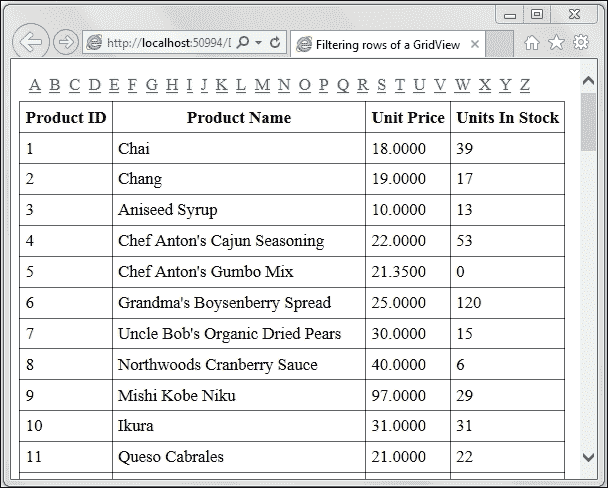 http://localhost:50994/
Filtering rows of a GridView
A B C D E F G H I J K L M N O P Q R S T U V W X Y Z
Product ID Product Name Unit Price Units In Stock
1 Chai 18.0000 39
2 Chang 19.0000 17
3 Aniseed Syrup 10.0000 13
4 Chef Anton's Cajun Seasoning 22.0000 53
5 Chef Anton's Gumbo Mix 21.3500 0
6 Grandma's Boysenberry Spread 25.0000 120
7 Uncle Bob's Organic Dried Pears 30.0000 15
8 Northwoods Cranberry Sauce 40.0000 6
9 Mishi Kobe Niku 97.0000 29
10 Ikura 31.0000 31
11 Queso Cabrales 21.0000 22